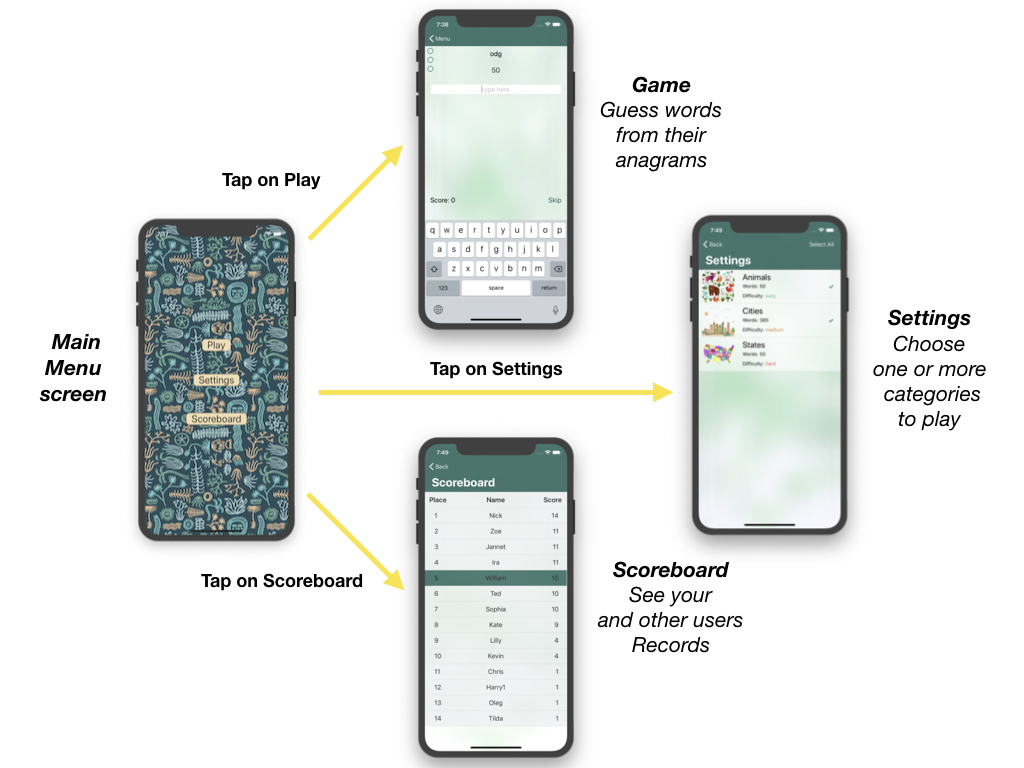 7:38
Menu
odg
50
type here
Score: 0 Skip
q w e r t y u i o p
a s d f g h j k l
z x c v b n m
123 space return
Game
Guess words
from their
anagrams
Tap on Play
Main
Menu
screen
Play
Settings
Scoreboard
Tap on Settings
7:49
Back Select All
Settings
Animals
Words: 50
Difficulty: easy
Cities
Words: 385
Difficulty: medium
States
Words: 50
Difficulty: hard
Settings
Choose
one or more
categories
to play
Tap on Scoreboard
7:49
Back
Scoreboard
Place Name Score
1 Nick 14
2 Zoe 11
3 Jannet 11
4 Ira 11
5 William 10
6 Ted 10
7 Sophia 10
8 Kate 9
9 Lilly 4
10 Kevin 4
11 Chris 1
12 Harry1 1
13 Oleg 1
14 Tilda 1
Scoreboard
See your
and other users
Records